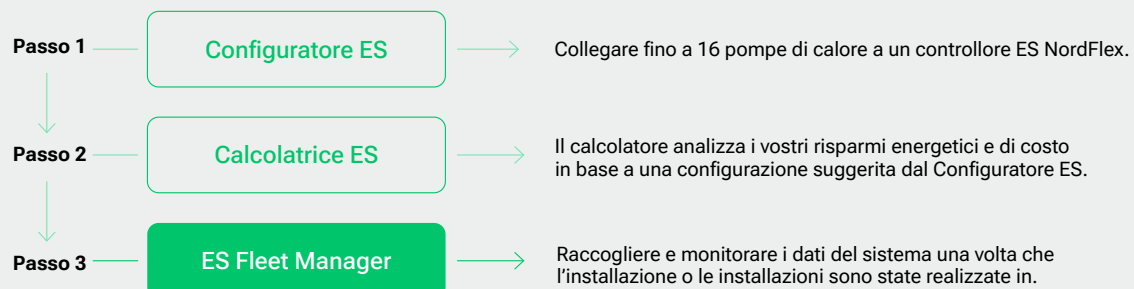 Passo 1
Configuratore ES
Collegare fino a 16 pompe di calore a un controllore ES NordFlex.
Passo 2
Calcolatrice ES
Il calcolatore analizza i vostri risparmi energetici e di costo
in base a una configurazione suggerita dal Configuratore ES.
Passo 3
ES Fleet Manager
Raccogliere e monitorare i dati del sistema una volta che
l'installazione o le installazioni sono state realizzate in.